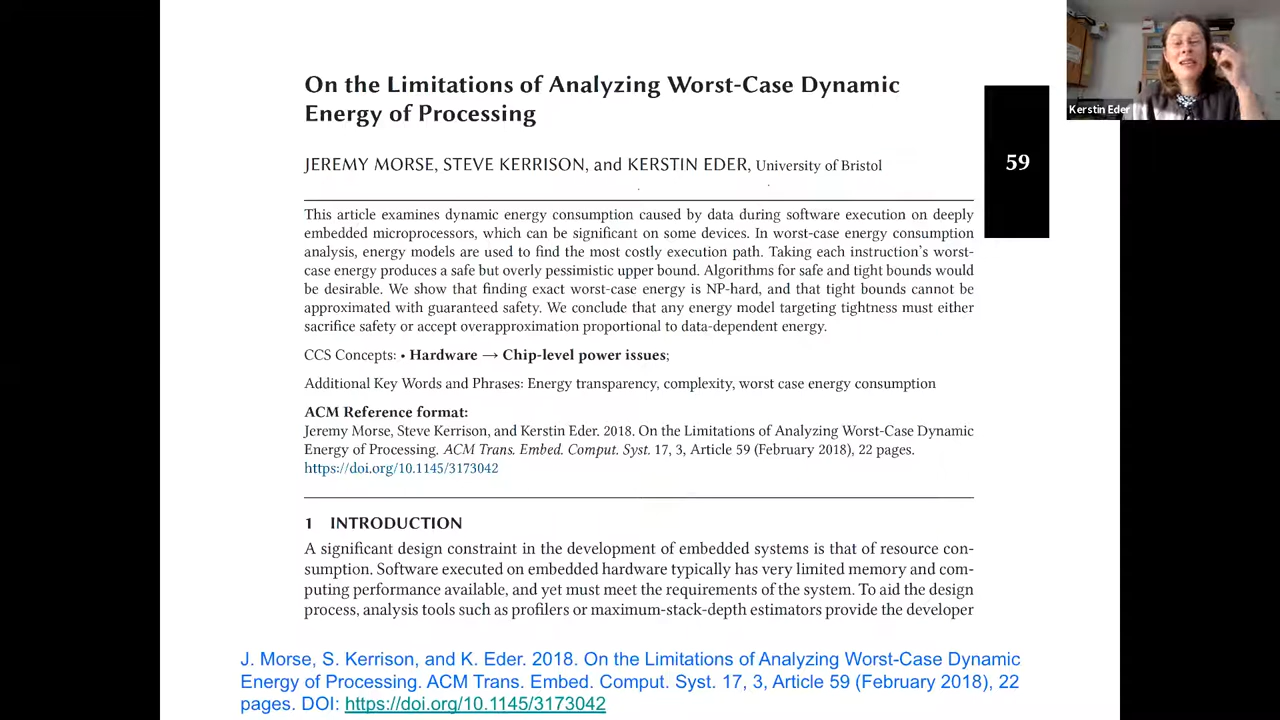 On the Limitations of Analyzing Worst-Case Dynamic
Energy of Processing
JEREMY MORSE, STEVE KERRISON, and KERSTIN EDER, University of Bristol
59
Kerstin Eder
This article examines dynamic energy consumption caused by data during software execution on deeply
embedded microprocessors, which can be significant on some devices. In worst-case energy consumption
analysis, energy models are used to find the most costly execution path. Taking each instruction's worst-
case energy produces a safe but overly pessimistic upper bound. Algorithms for safe and tight bounds would
be desirable. We show that finding exact worst-case energy is NP-hard, and that tight bounds cannot be
approximated with guaranteed safety. We conclude that any energy model targeting tightness must either
sacrifice safety or accept overapproximation proportional to data-dependent energy.
CCS Concepts: • Hardware → Chip-level power issues;
Additional Key Words and Phrases: Energy transparency, complexity, worst case energy consumption
ACM Reference format:
Jeremy Morse, Steve Kerrison, and Kerstin Eder. 2018. On the Limitations of Analyzing Worst-Case Dynamic
Energy of Processing. ACM Trans. Embed. Comput. Syst. 17, 3, Article 59 (February 2018), 22 pages.
https://doi.org/10.1145/3173042
1 INTRODUCTION
A significant design constraint in the development of embedded systems is that of resource con-
sumption. Software executed on embedded hardware typically has very limited memory and com-
puting performance available, and yet must meet the requirements of the system. To aid the design
process, analysis tools such as profilers or maximum-stack-depth estimators provide the developer
J. Morse, S. Kerrison, and K. Eder. 2018. On the Limitations of Analyzing Worst-Case Dynamic
Energy of Processing. ACM Trans. Embed. Comput. Syst. 17, 3, Article 59 (February 2018), 22
pages. DOI: https://doi.org/10.1145/3173042